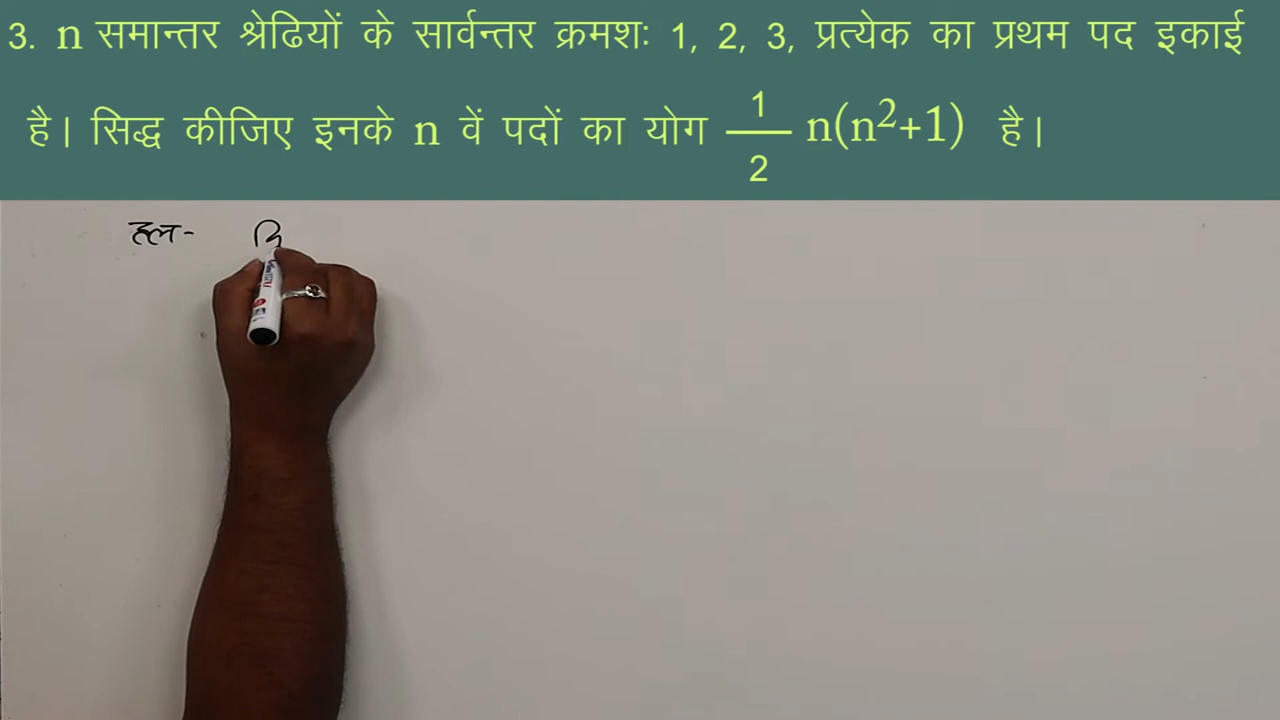 3. n समान्तर श्रेढियों के सार्वन्तर क्रमशः 1, 2, 3, प्रत्येक का प्रथम पद इकाई
है। सिद्ध कीजिए इनके n वें पदों का योग 1/2 n(n²+1) है।
हल-